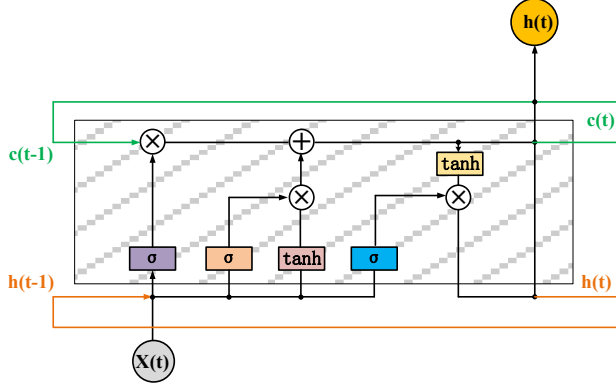 h(t)
c(t)
c(t-1)
tanh
σ
σ
tanh
σ
h(t-1)
h(t)
X(t)